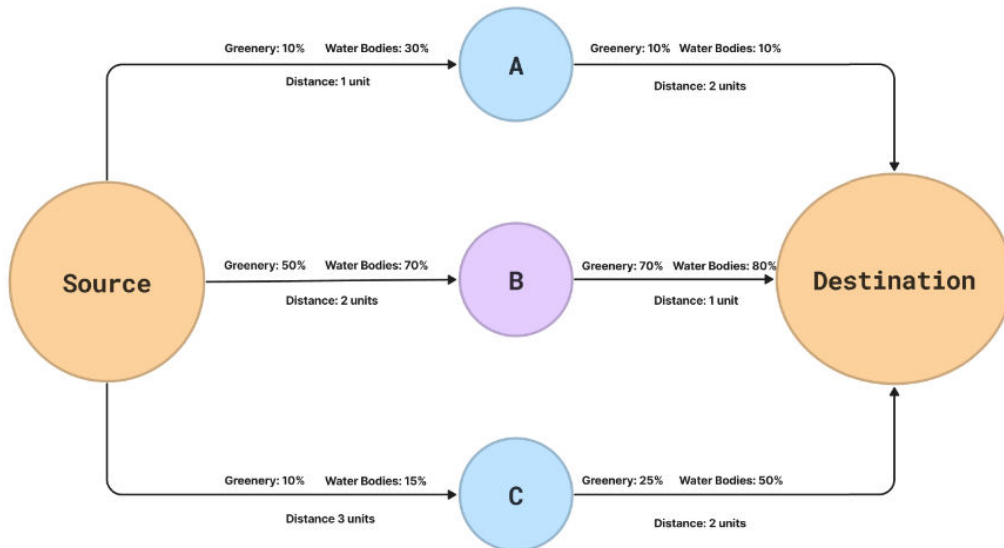 Greenery: 10% Water Bodies: 30%
Distance: 1 unit
A
Greenery: 10% Water Bodies: 10%
Distance: 2 units
Source
Greenery: 50% Water Bodies: 70%
Distance: 2 units
B
Greenery: 70% Water Bodies: 80%
Distance: 1 unit
Destination
Greenery: 10% Water Bodies: 15%
Distance 3 units
C
Greenery: 25% Water Bodies: 50%
Distance: 2 units